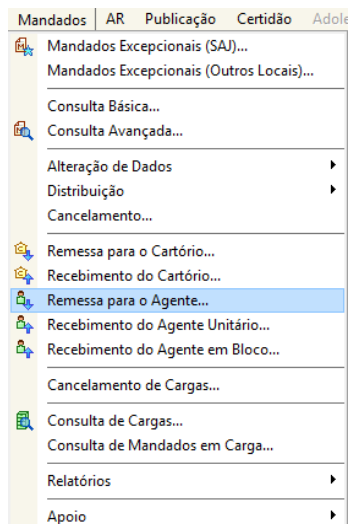 Mandados AR Publicação Certidão Adole
Mandados Excepcionais (SAJ)...
Mandados Excepcionais (Outros Locais)...
Consulta Básica...
Consulta Avançada...
Alteração de Dados
Distribuição
Cancelamento...
Remessa para o Cartório...
Recebimento do Cartório...
Remessa para o Agente...
Recebimento do Agente Unitário...
Recebimento do Agente em Bloco...
Cancelamento de Cargas...
Consulta de Cargas...
Consulta de Mandados em Carga...
Relatórios
Apoio